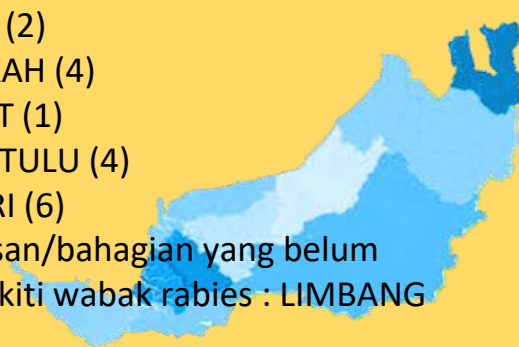 (2)
AH (4)
T (1)
TULU (4)
RI (6)
san/bahagian yang belum
kiti wabak rabies : LIMBANG